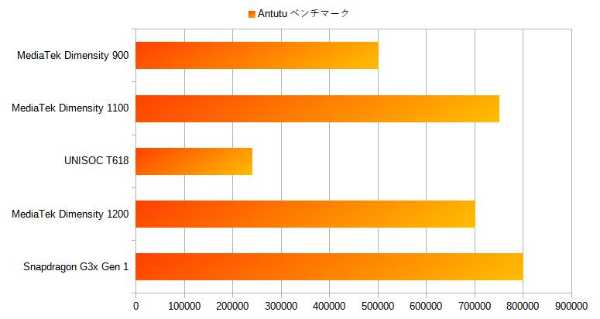 Antutu ベンチマーク
MediaTek Dimensity 900
MediaTek Dimensity 1100
UNISOC T618
MediaTek Dimensity 1200
Snapdragon G3x Gen 1
0 100000 200000 300000 400000 500000 600000 700000 800000 900000